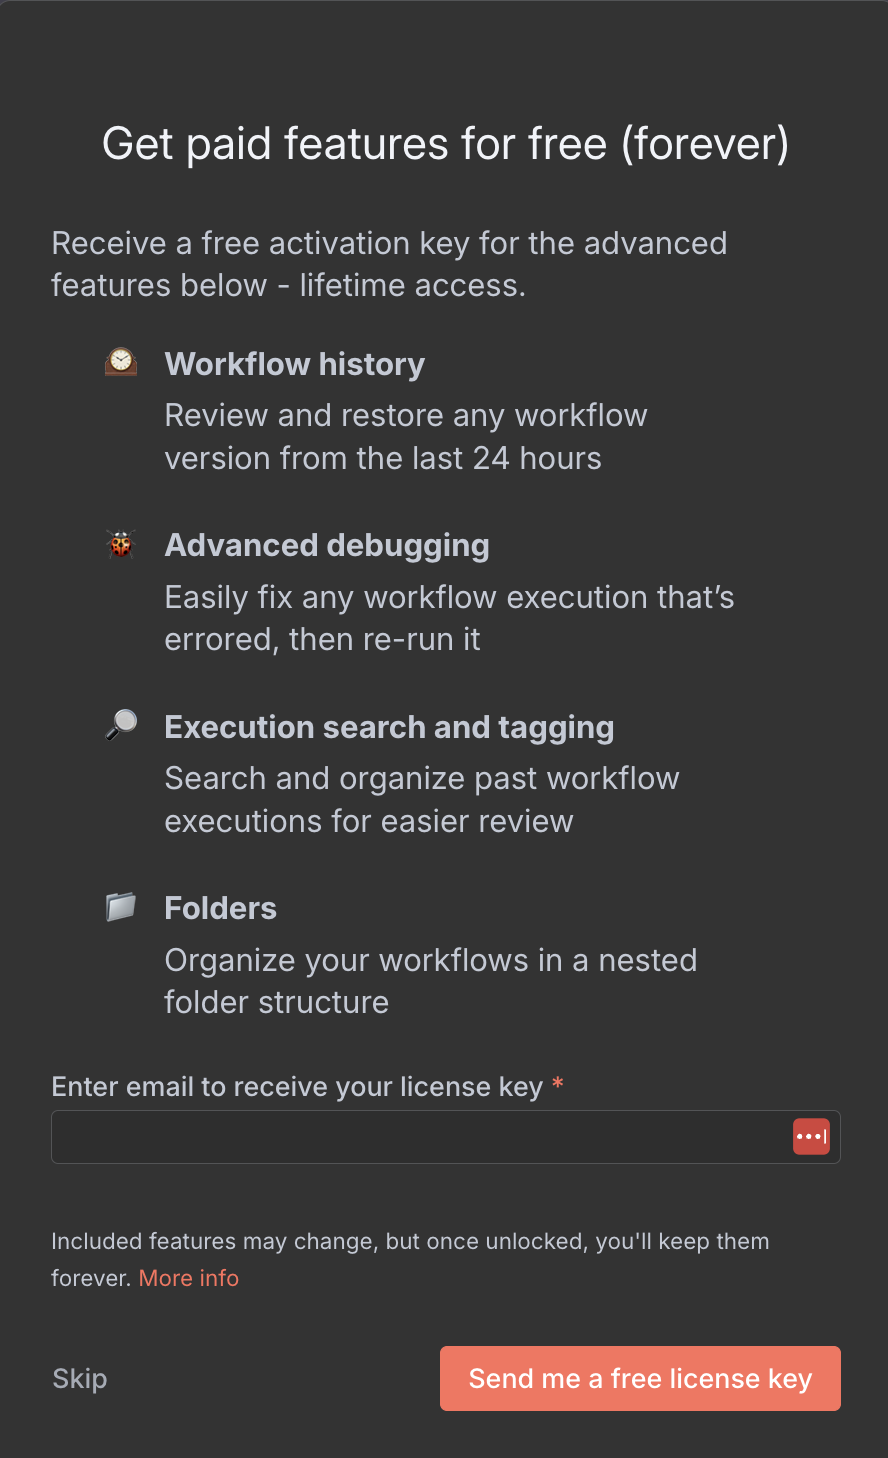 Get paid features for free (forever)
Receive a free activation key for the advanced
features below - lifetime access.
Workflow history
Review and restore any workflow
version from the last 24 hours
Advanced debugging
Easily fix any workflow execution that’s
errored, then re-run it
Execution search and tagging
Search and organize past workflow
executions for easier review
Folders
Organize your workflows in a nested
folder structure
Enter email to receive your license key *
Included features may change, but once unlocked, you'll keep them
forever. More info
Skip
Send me a free license key